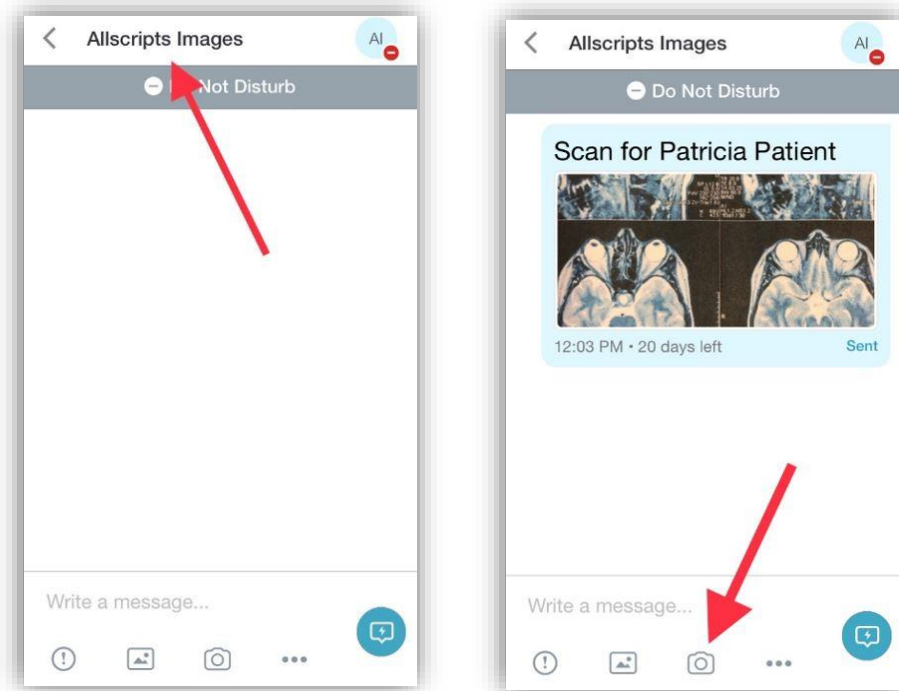 Allscripts Images
AI
Not Disturb
Write a message...
Allscripts Images
AI
Do Not Disturb
Scan for Patricia Patient
12:03 PM • 20 days left
Sent
Write a message...